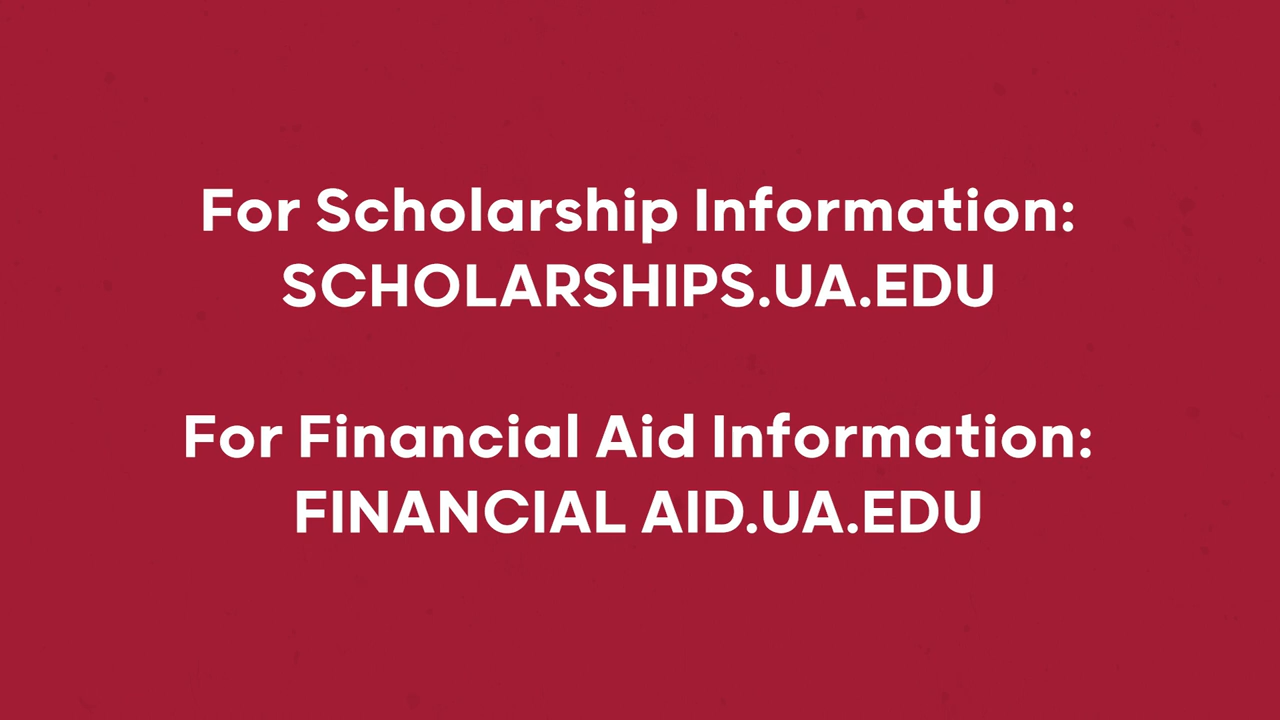 For Scholarship Information:
SCHOLARSHIPS.UA.EDU
For Financial Aid Information:
FINANCIAL AID.UA.EDU